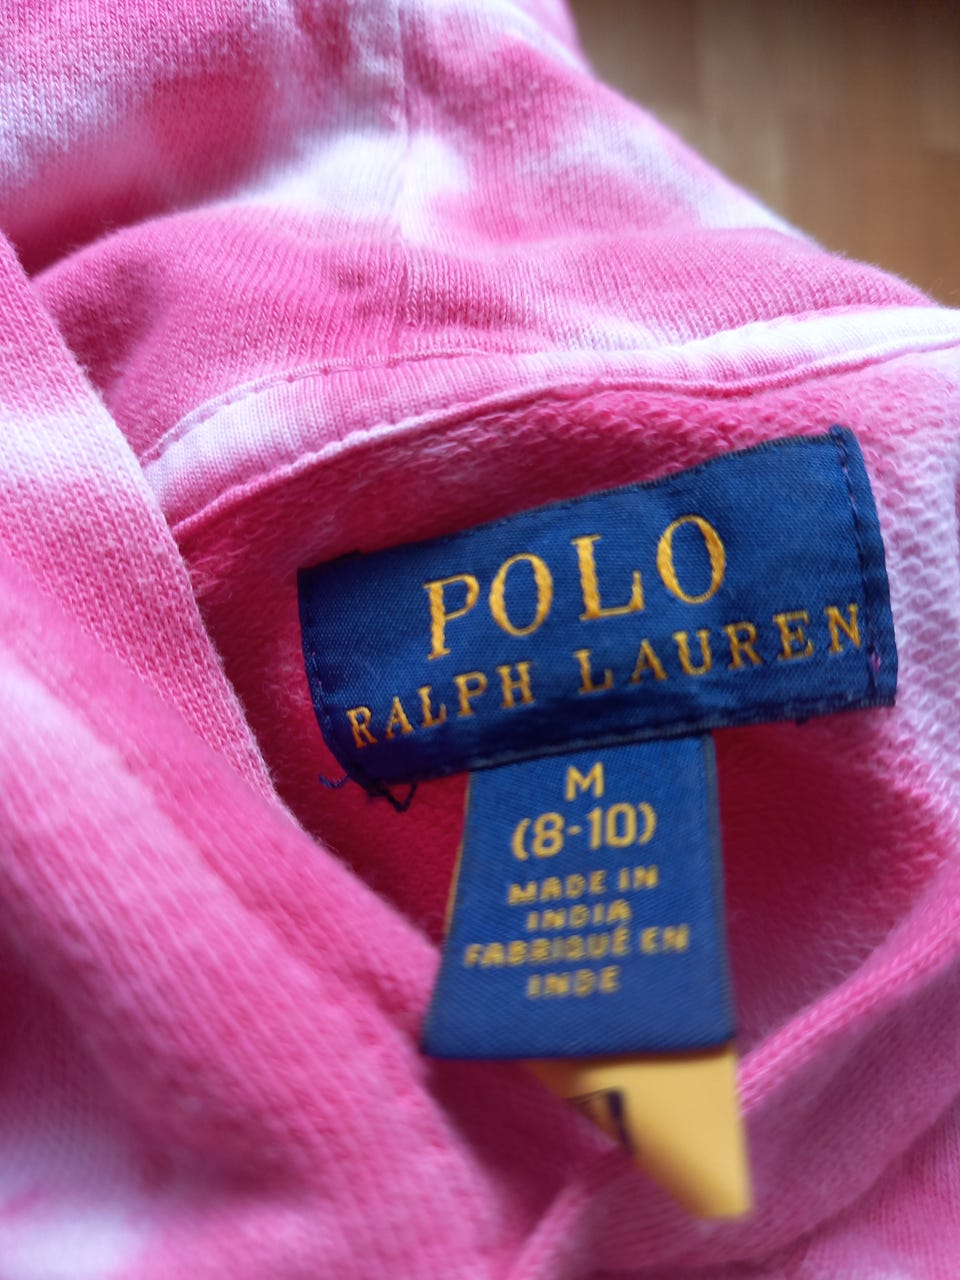 POLO
RALPH LAUREN
M
(8-10)
MADE IN
INDIA
FABRIQUÉ EN
INDE